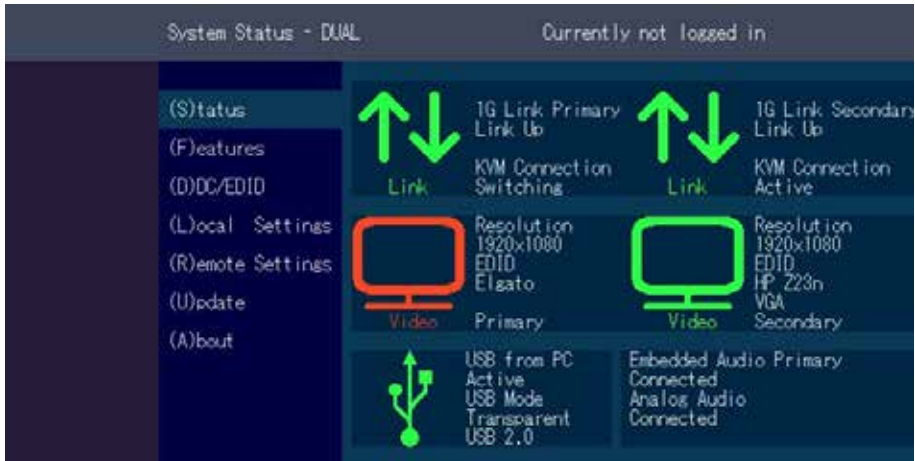 System Status - DUAL
Currently not logged in
(S)tatus
(F)eatures
(D)DC/EDID
(L)ocal Settings
(R)emote Settings
(U)pdate
(A)bout
Link
1G Link Primary
Link Up
KVM Connection
Switching
Link
1G Link Secondary
Link Up
KVM Connection
Active
Video
Resolution
1920x1080
EDID
Elgato
Primary
Video
Resolution
1920x1080
EDID
HP Z23n
VGA
Secondary
USB from PC
Active
USB Mode
Transparent
USB 2.0
Embedded Audio Primary
Connected
Analog Audio
Connected